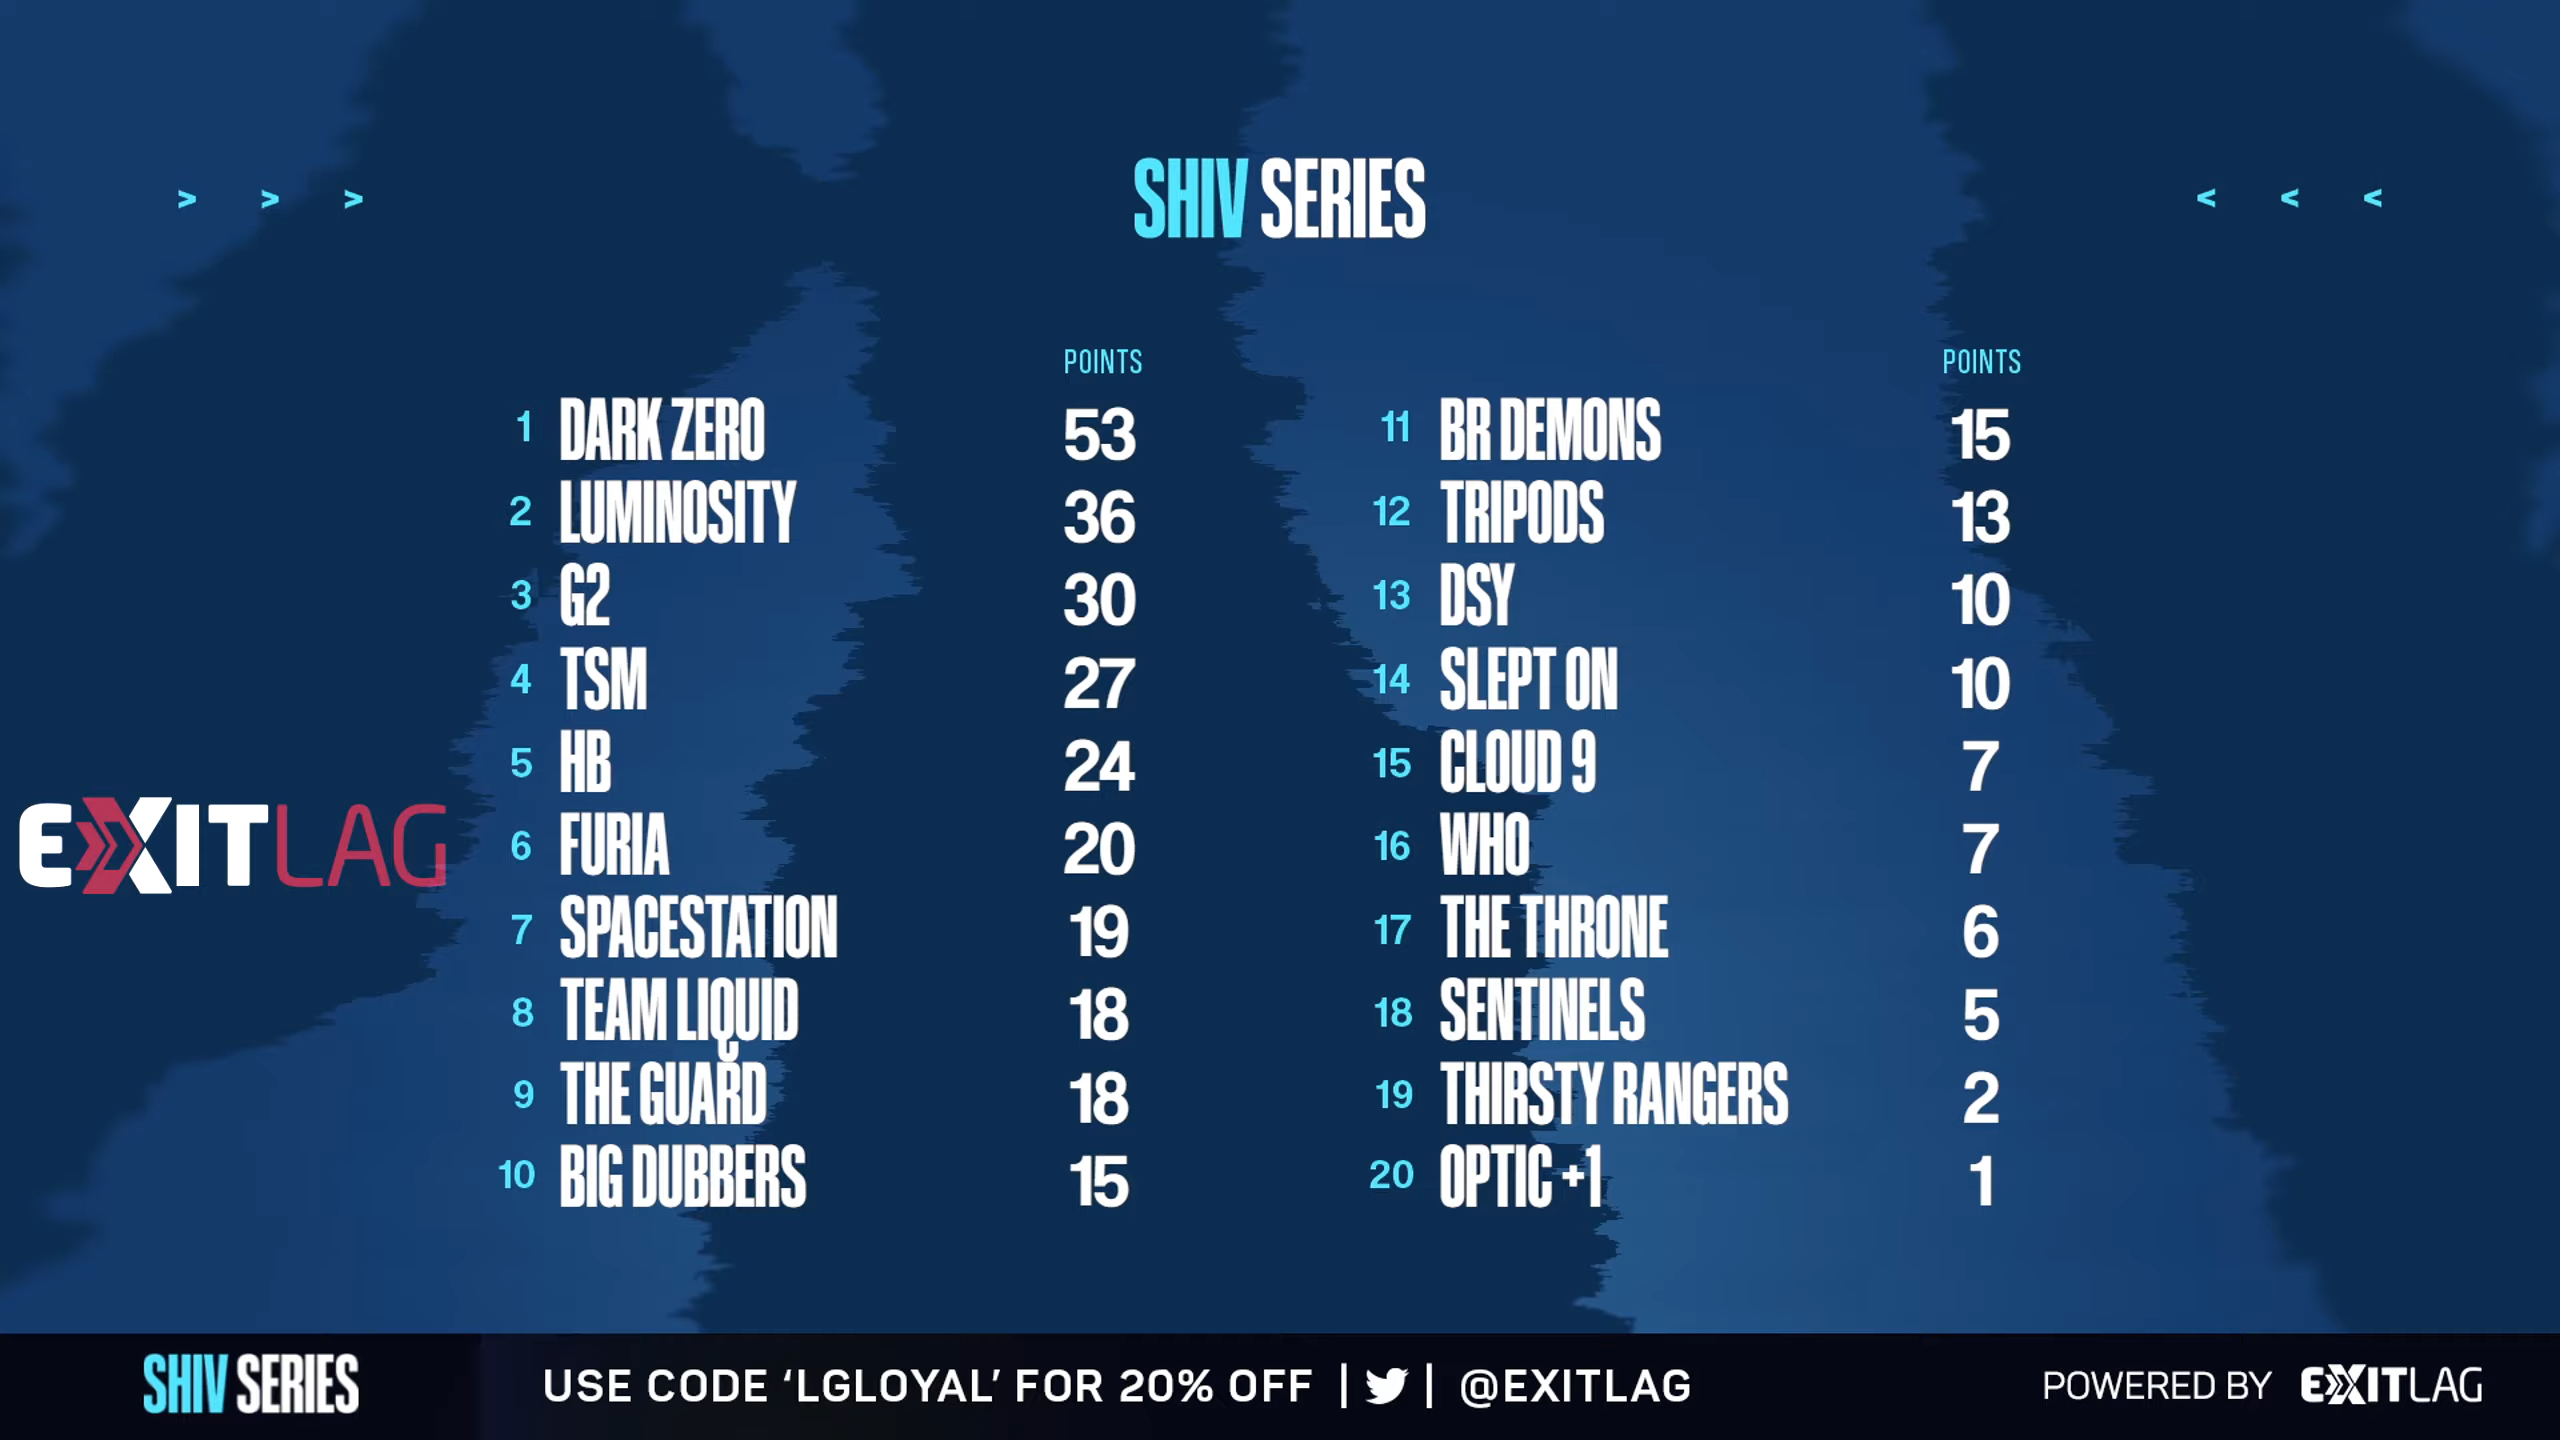 > > > SHIV SERIES < < <
POINTS POINTS
1 DARK ZERO 53
2 LUMINOSITY 36
3 G2 30
4 TSM 27
5 HB 24
6 FURIA 20
7 SPACESTATION 19
8 TEAM LIQUID 18
9 THE GUARD 18
10 BIG DUBBERS 15
11 BR DEMONS 15
12 TRIPODS 13
13 DSY 10
14 SLEPT ON 10
15 CLOUD 9 7
16 WHO 7
17 THE THRONE 6
18 SENTINELS 5
19 THIRSTY RANGERS 2
20 OPTIC +1 1
EXITLAG
SHIV SERIES
USE CODE ‘LGLOYAL’ FOR 20% OFF | | @EXITLAG
POWERED BY EXITLAG